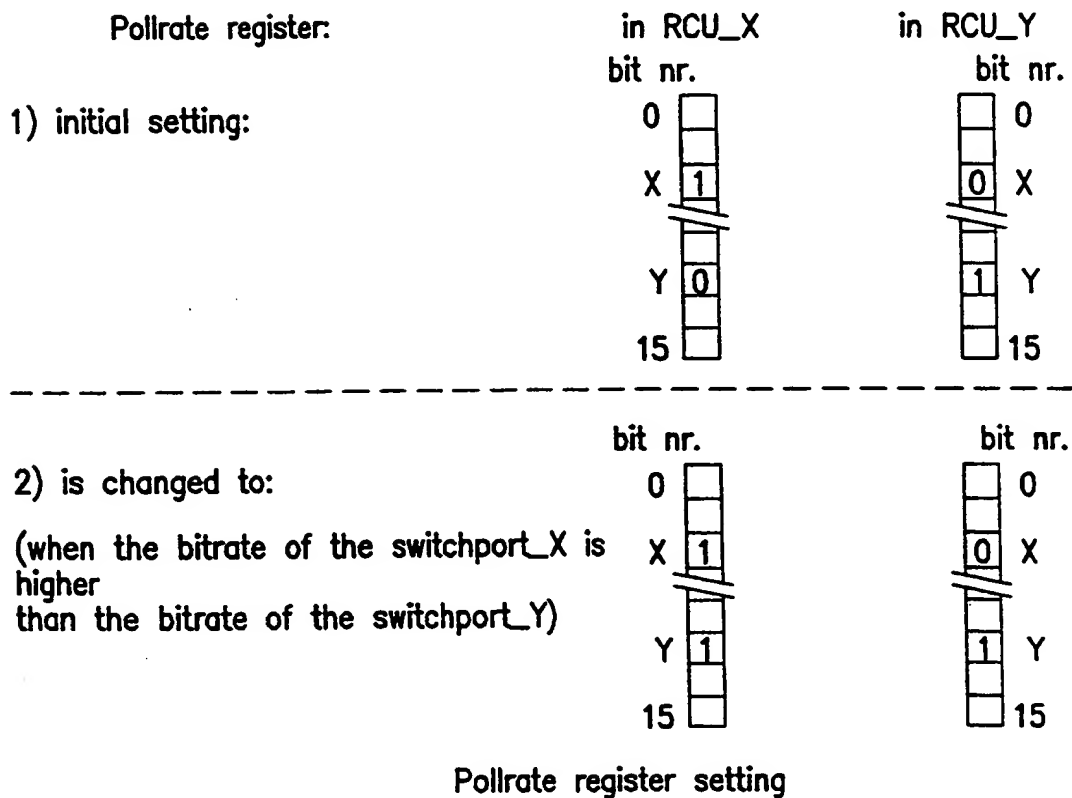 Pollrate register: in RCU_X in RCU_Y
bit nr. bit nr.
1) initial setting:
0 0
X 1 0 X
Y 0 1 Y
15 15
bit nr. bit nr.
2) is changed to:
0 0
(when the bitrate of the switchport_X is
higher
than the bitrate of the switchport_Y)
X 1 0 X
Y 1 1 Y
15 15
Pollrate register setting